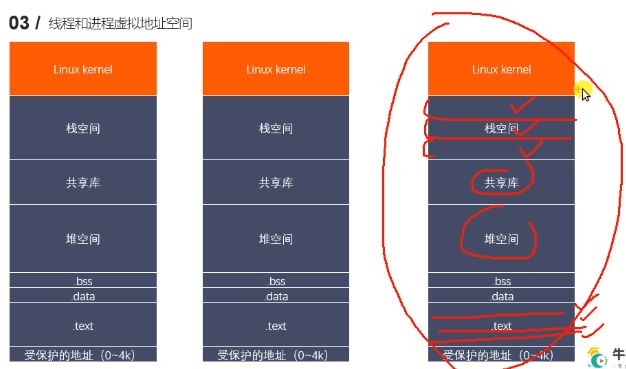 03 / 线程和进程虚拟地址空间
Linux kernel
栈空间
共享库
堆空间
.bss
.data
.text
受保护的地址（0~4k）
Linux kernel
栈空间
共享库
堆空间
.bss
.data
.text
受保护的地址（0~4k）
Linux kernel
栈空间
共享库
堆空间
.bss
.data
.text
受保护的地址（0~4k）
牛